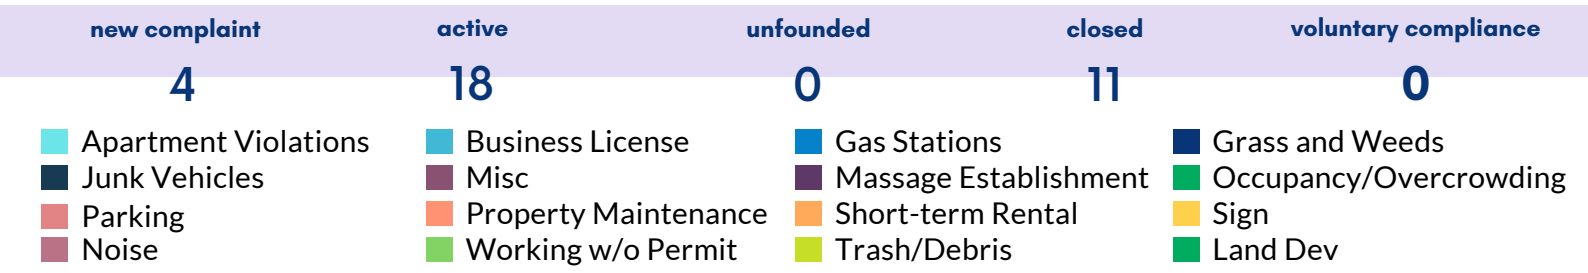 new complaint active unfounded closed voluntary compliance
4 18 0 11 0
Apartment Violations Business License Gas Stations Grass and Weeds
Junk Vehicles Misc Massage Establishment Occupancy/Overcrowding
Parking Property Maintenance Short-term Rental Sign
Noise Working w/o Permit Trash/Debris Land Dev